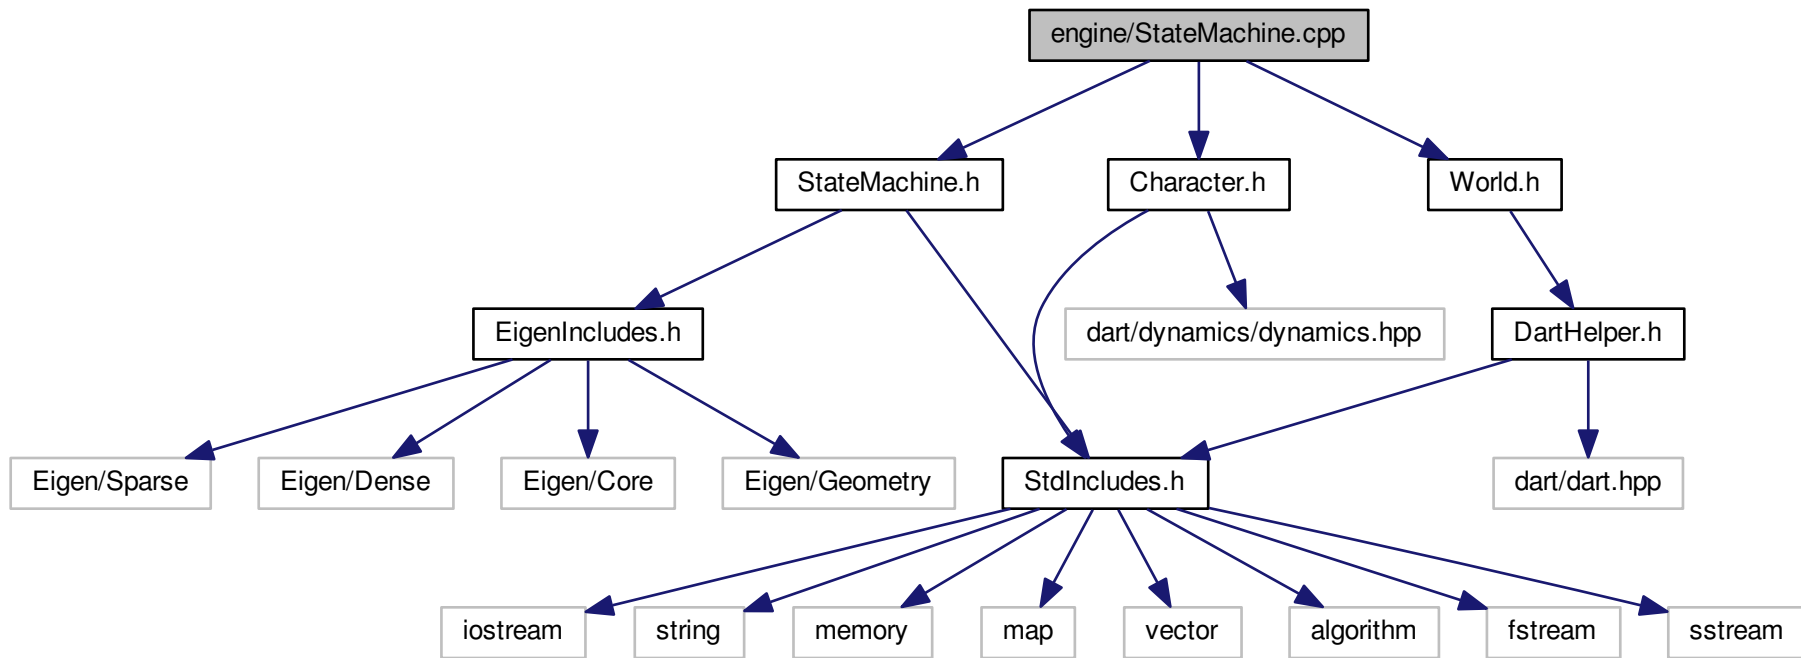 engine/StateMachine.cpp
StateMachine.h
Character.h
World.h
EigenIncludes.h
dart/dynamics/dynamics.hpp
DartHelper.h
Eigen/Sparse
Eigen/Dense
Eigen/Core
Eigen/Geometry
StdIncludes.h
dart/dart.hpp
iostream
string
memory
map
vector
algorithm
fstream
sstream